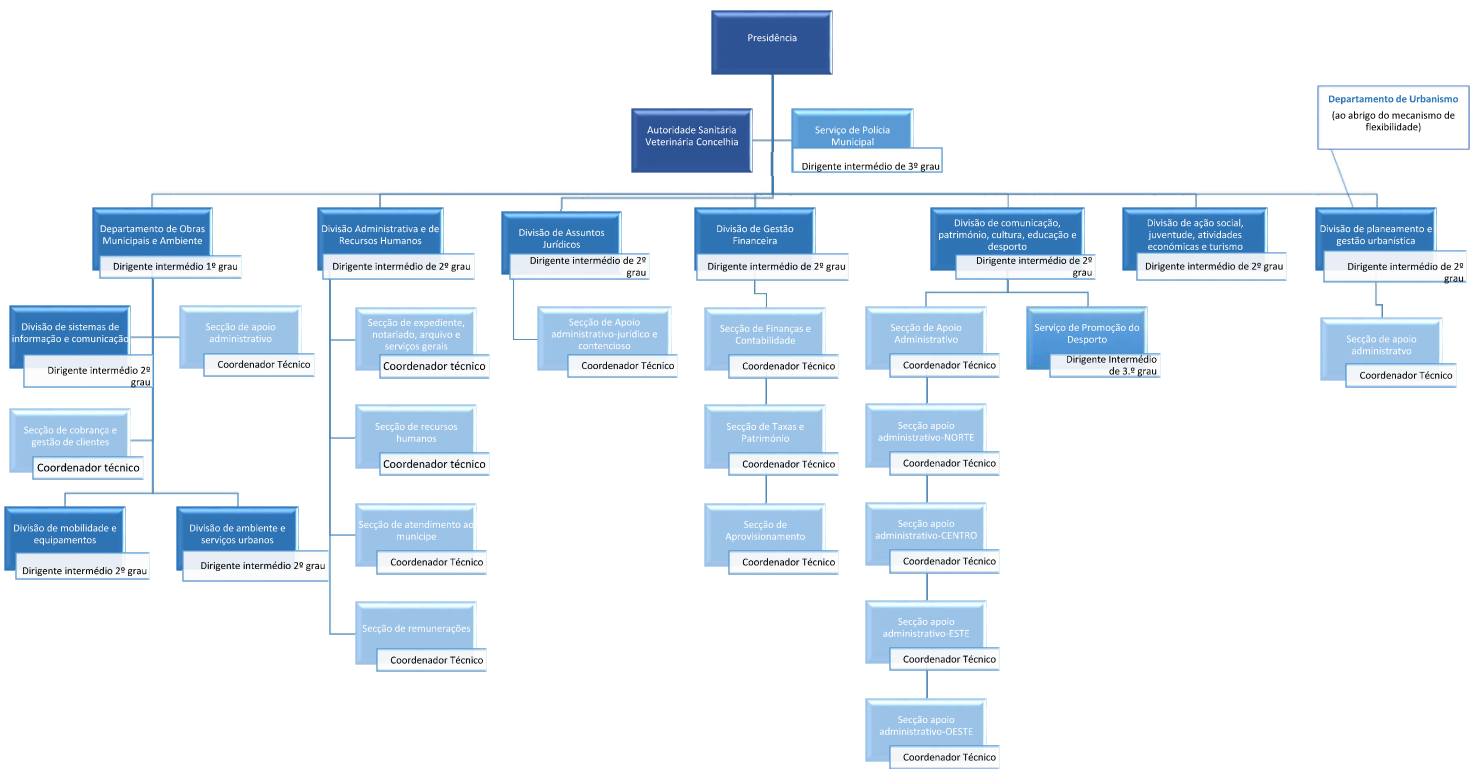 Presidência
Autoridade Sanitária
Veterinária Concelhia
Serviço de Polícia
Municipal
Dirigente intermédio de 3º grau
Departamento de Urbanismo
(ao abrigo do mecanismo de
flexibilidade)
Departamento de Obras
Municipais e Ambiente
Dirigente intermédio 1º grau
Divisão Administrativa e de
Recursos Humanos
Dirigente intermédio de 2º grau
Divisão de Assuntos
Jurídicos
Dirigente intermédio de 2º
grau
Divisão de Gestão
Financeira
Dirigente intermédio de 2º grau
Divisão de comunicação,
património, cultura, educação e
desporto
Dirigente intermédio de 2º
grau
Divisão de ação social,
juventude, atividades
económicas e turismo
Dirigente intermédio de 2º grau
Divisão de planeamento e
gestão urbanística
Dirigente intermédio de 2º
grau
Divisão de sistemas de
informação e comunicação
Dirigente intermédio 2º
grau
Secção de apoio
administrativo
Coordenador Técnico
Secção de cobrança e
gestão de clientes
Coordenador técnico
Divisão de mobilidade e
equipamentos
Dirigente intermédio 2º grau
Divisão de ambiente e
serviços urbanos
Dirigente intermédio 2º grau
Secção de expediente,
notariado, arquivo e
serviços gerais
Coordenador técnico
Secção de recursos
humanos
Coordenador técnico
Secção de atendimento ao
municipe
Coordenador Técnico
Secção de remunerações
Coordenador Técnico
Secção de Apoio
administrativo-jurídico e
contencioso
Coordenador Técnico
Secção de Finanças e
Contabilidade
Coordenador Técnico
Secção de Taxas e
Património
Coordenador Técnico
Secção de
Aprovisionamento
Coordenador Técnico
Secção de Apoio
Administrativo
Coordenador Técnico
Secção apoio
administrativo-NORTE
Coordenador Técnico
Secção apoio
administrativo-CENTRO
Coordenador Técnico
Secção apoio
administrativo-ESTE
Coordenador Técnico
Secção apoio
administrativo-OESTE
Coordenador Técnico
Serviço de Promoção do
Desporto
Dirigente Intermédio
de 3.º grau
Secção de apoio
administratvo
Coordenador Técnico